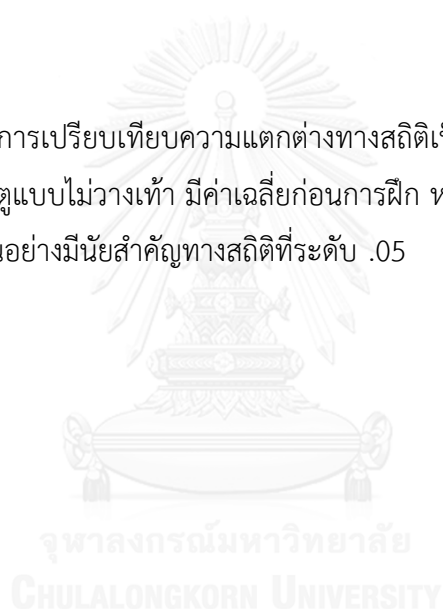 การเปรียบเทียบความแตกต่างทางสถิติเป็
ตูแบบไม่วางเท้า มีค่าเฉลี่ยก่อนการฝึก ห
นอย่างมีนัยสำคัญทางสถิติที่ระดับ .05
จุฬาลงกรณ์มหาวิทยาลัย
CHULALONGKORN UNIVERSITY